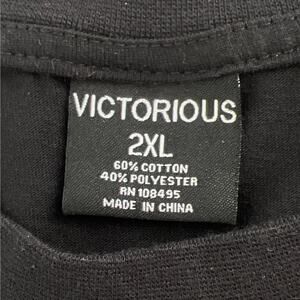 VICTORIOUS
2XL
60% COTTON
40% POLYESTER
RN 108495
MADE IN CHINA